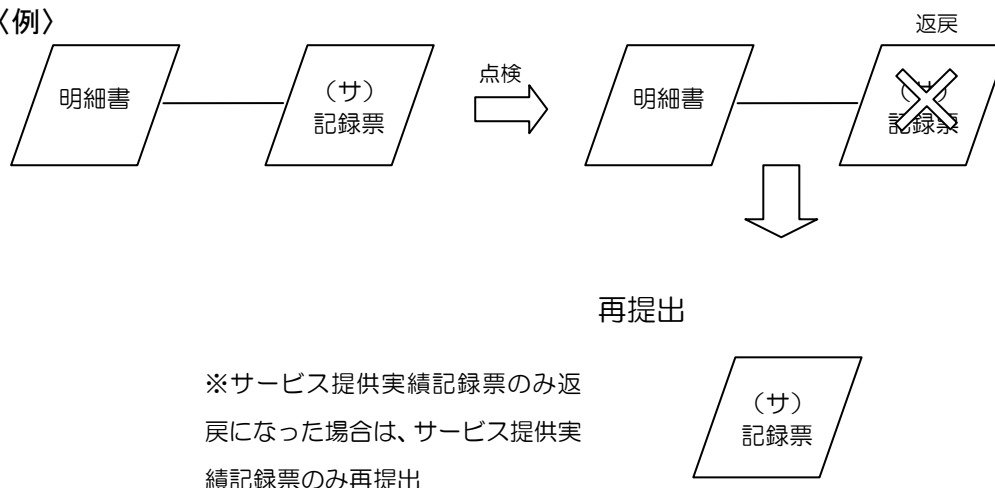 〈例〉
返戻
明細書
（サ）
記録票
点検
明細書
（サ）
記録票
再提出
※サービス提供実績記録票のみ返
戻になった場合は、サービス提供実
績記録票のみ再提出
（サ）
記録票